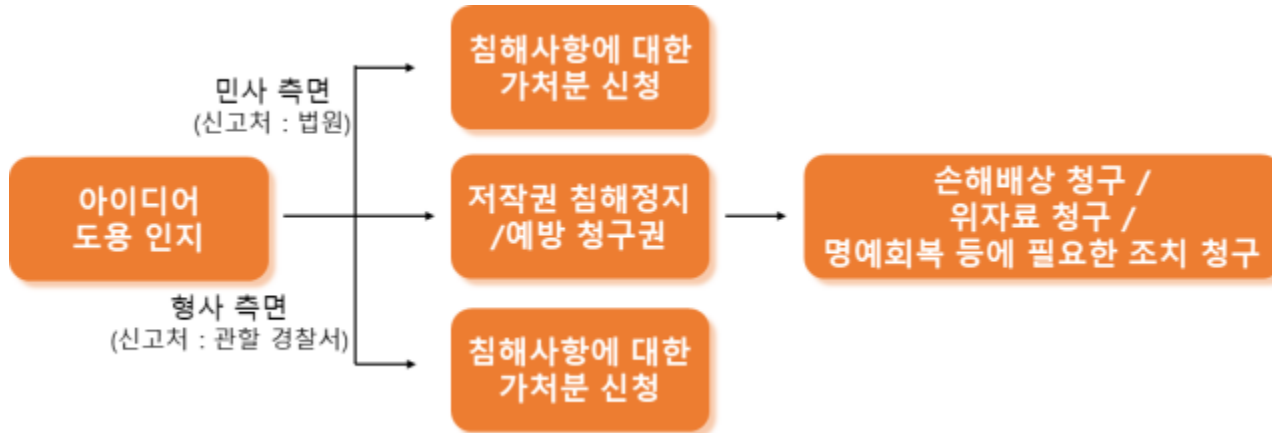 침해사항에 대한
가처분 신청
민사 측면
(신고처 : 법원)
아이디어
도용 인지
저작권 침해정지
/예방 청구권
손해배상 청구 /
위자료 청구 /
명예회복 등에 필요한 조치 청구
형사 측면
(신고처 : 관할 경찰서)
침해사항에 대한
가처분 신청